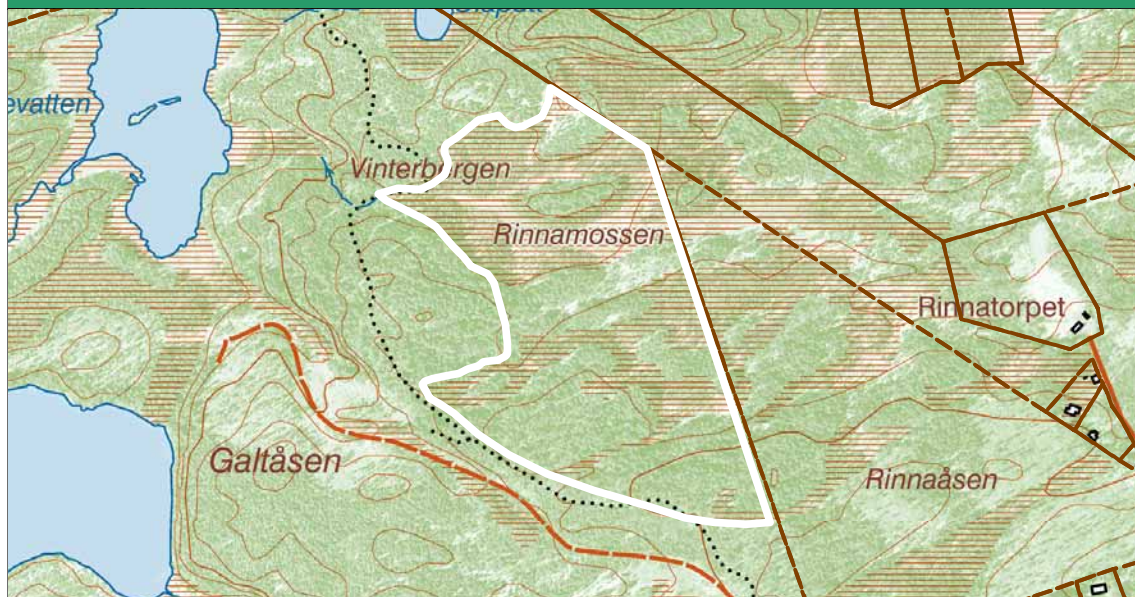 evatten
Vinterbergen
Rinnamossen
Rinnatorpet
Galtåsen
Rinnaåsen